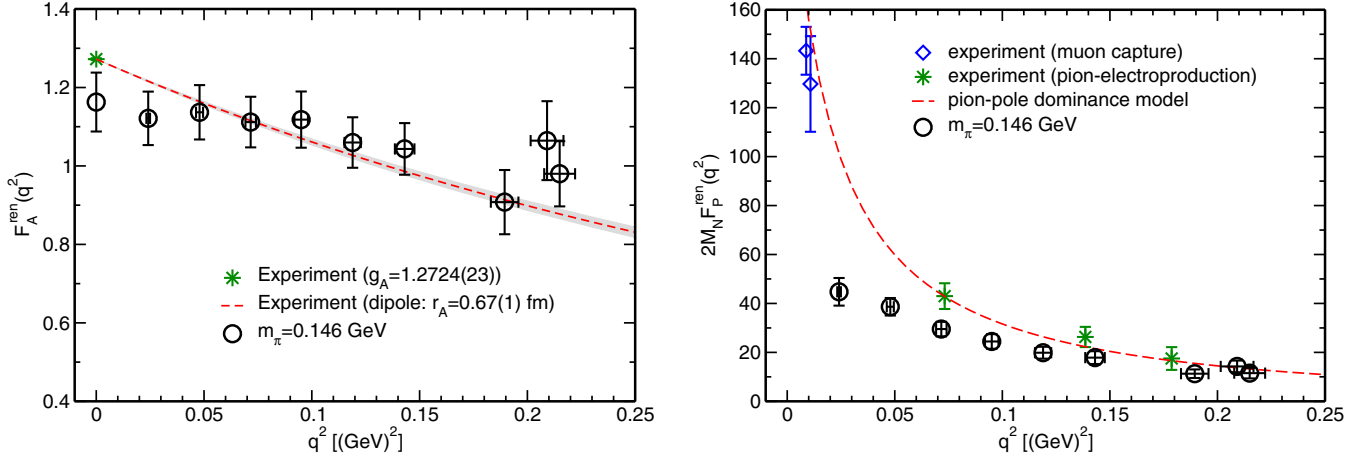 1.4
1.2
1
0.8
0.6
0.4
F_A^ren(q^2)
Experiment (g_A=1.2724(23))
Experiment (dipole: r_A=0.67(1) fm)
m_π=0.146 GeV
0 0.05 0.1 0.15 0.2 0.25
q^2 [(GeV)^2]
160
140
120
100
80
60
40
20
0
2M_N F_P^ren(q^2)
experiment (muon capture)
experiment (pion-electroproduction)
pion-pole dominance model
m_π=0.146 GeV
0 0.05 0.1 0.15 0.2 0.25
q^2 [(GeV)^2]